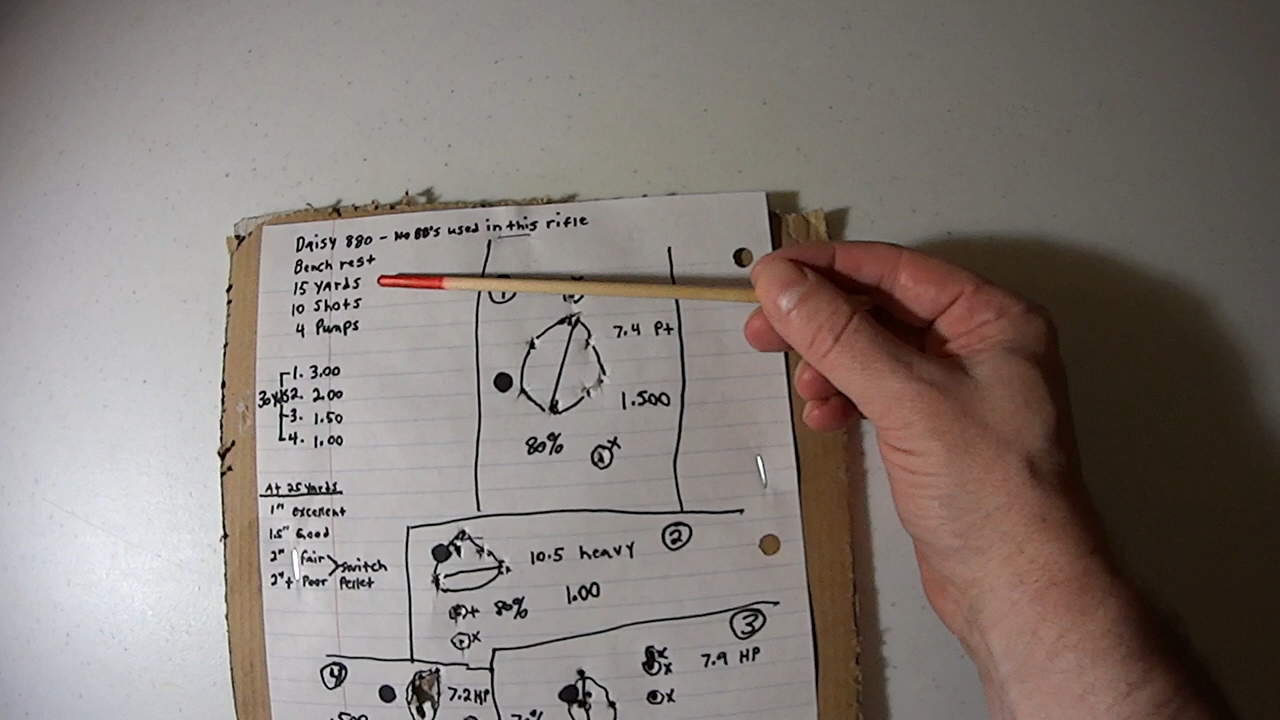 Daisy 880 - No BB's used in this rifle
Bench rest
15 yards
10 Shots
4 Pumps
1. 3.00
2. 2.00
3. 1.50
4. 1.00
At 25 yards
1" excellent
1.5" Good
2" fair
2"+ Poor
switch
Pellet
1
7.4 Pt
1.500
80%
2
10.5 heavy
1.00
80%
3
7.9 HP
4
7.2 HP